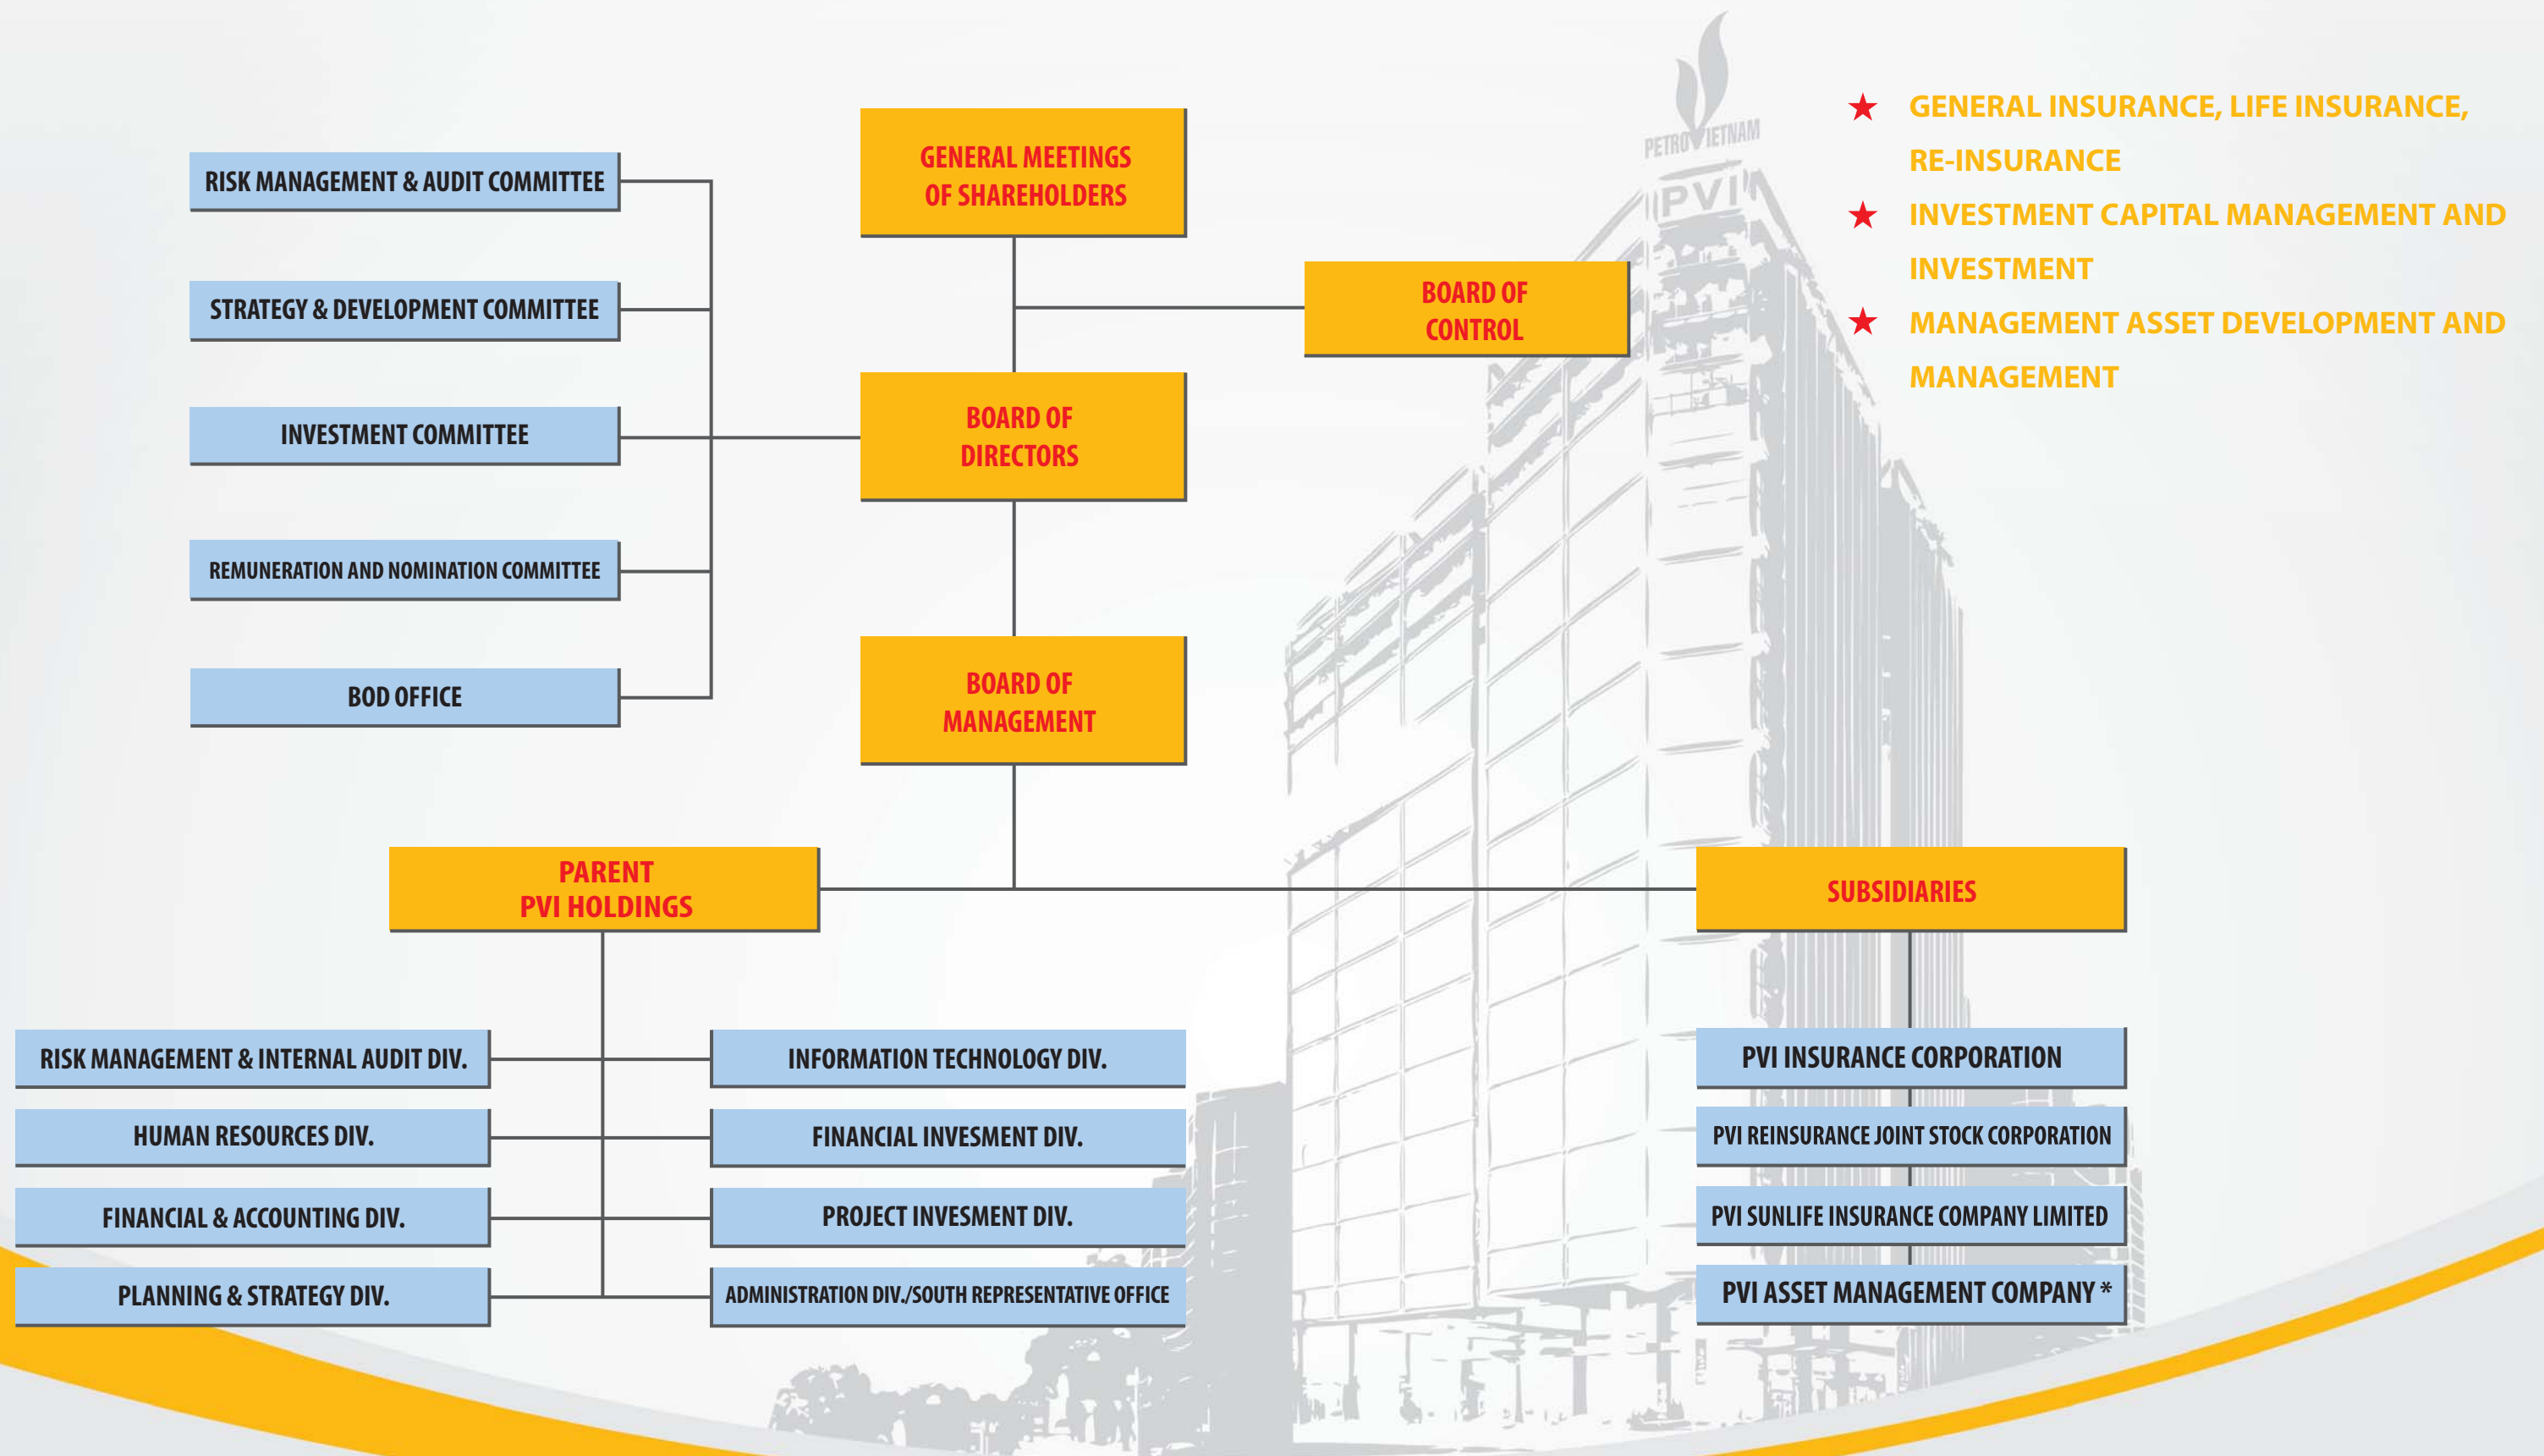 PETROVIETNAM
PVI
★ GENERAL INSURANCE, LIFE INSURANCE,
RE-INSURANCE
★ INVESTMENT CAPITAL MANAGEMENT AND
INVESTMENT
★ MANAGEMENT ASSET DEVELOPMENT AND
MANAGEMENT
GENERAL MEETINGS
OF SHAREHOLDERS
BOARD OF
CONTROL
RISK MANAGEMENT & AUDIT COMMITTEE
STRATEGY & DEVELOPMENT COMMITTEE
INVESTMENT COMMITTEE
REMUNERATION AND NOMINATION COMMITTEE
BOD OFFICE
BOARD OF
DIRECTORS
BOARD OF
MANAGEMENT
PARENT
PVI HOLDINGS
SUBSIDIARIES
RISK MANAGEMENT & INTERNAL AUDIT DIV.
HUMAN RESOURCES DIV.
FINANCIAL & ACCOUNTING DIV.
PLANNING & STRATEGY DIV.
INFORMATION TECHNOLOGY DIV.
FINANCIAL INVESMENT DIV.
PROJECT INVESMENT DIV.
ADMINISTRATION DIV./SOUTH REPRESENTATIVE OFFICE
PVI INSURANCE CORPORATION
PVI REINSURANCE JOINT STOCK CORPORATION
PVI SUNLIFE INSURANCE COMPANY LIMITED
PVI ASSET MANAGEMENT COMPANY *